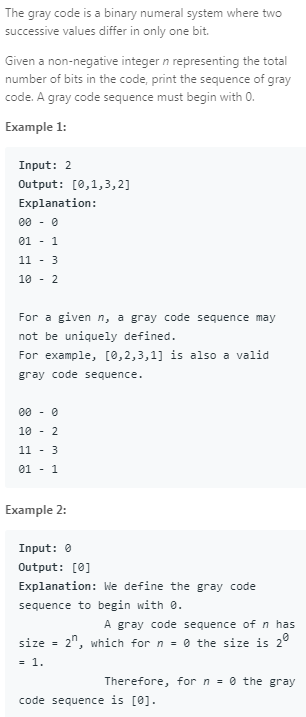 The gray code is a binary numeral system where two
successive values differ in only one bit.
Given a non-negative integer n representing the total
number of bits in the code, print the sequence of gray
code. A gray code sequence must begin with 0.
Example 1:
Input: 2
Output: [0,1,3,2]
Explanation:
00 - 0
01 - 1
11 - 3
10 - 2
For a given n, a gray code sequence may
not be uniquely defined.
For example, [0,2,3,1] is also a valid
gray code sequence.
00 - 0
10 - 2
11 - 3
01 - 1
Example 2:
Input: 0
Output: [0]
Explanation: We define the gray code
sequence to begin with 0.
A gray code sequence of n has
size = 2ⁿ, which for n = 0 the size is 2⁰
= 1.
Therefore, for n = 0 the gray
code sequence is [0].